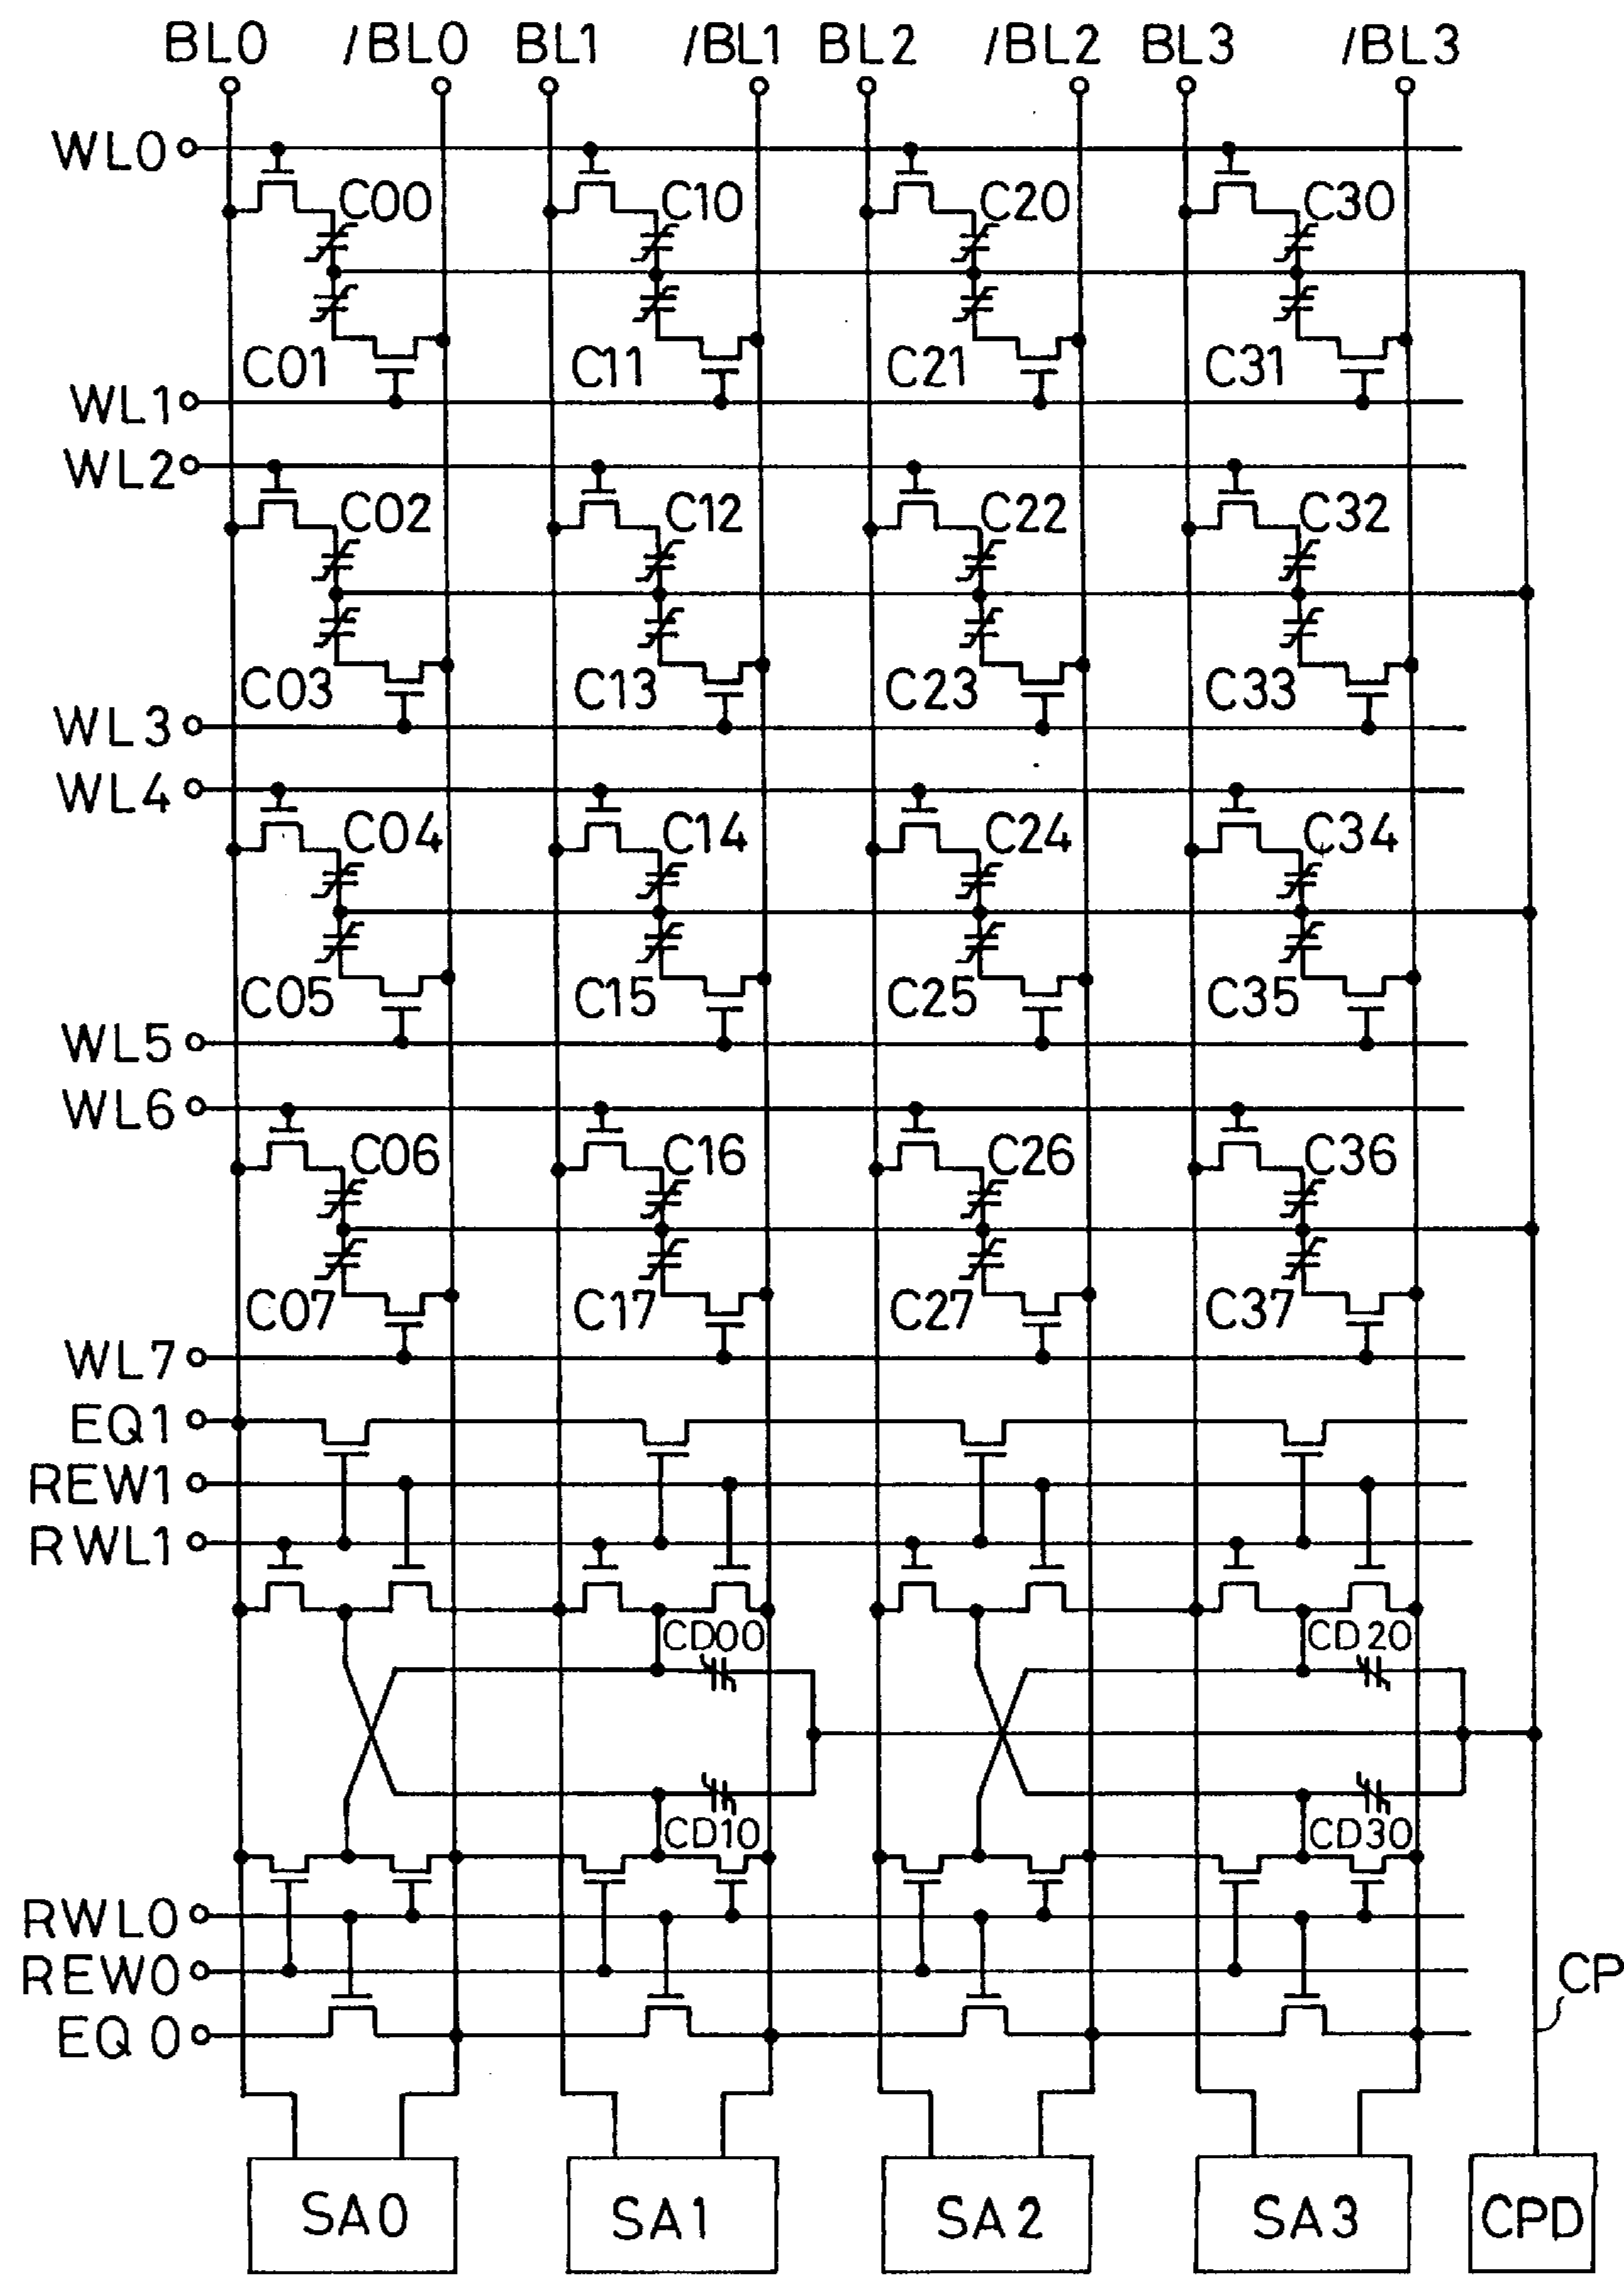 BL0 /BL0 BL1 /BL1 BL2 /BL2 BL3 /BL3
WL0
C00 C10 C20 C30
C01 C11 C21 C31
WL1
WL2
C02 C12 C22 C32
C03 C13 C23 C33
WL3
WL4
C04 C14 C24 C34
C05 C15 C25 C35
WL5
WL6
C06 C16 C26 C36
C07 C17 C27 C37
WL7
EQ1
REW1
RWL1
CD00 CD20
CD10 CD30
RWL0
REW0
CP
EQ0
SA0 SA1 SA2 SA3 CPD